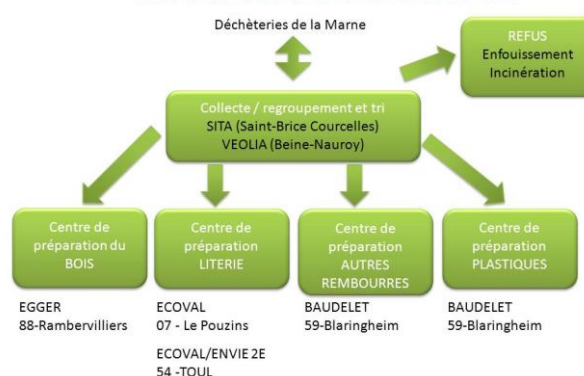 Déchèteries de la Marne
REFUS
Enfouissement
Incinération
Collecte / regroupement et tri
SITA (Saint-Brice Courcelles)
VEOLIA (Beine-Nauroy)
Centre de
préparation du
BOIS
Centre de
préparation
LITERIE
Centre de
préparation
AUTRES
REMBOURRES
Centre de
préparation
PLASTIQUES
EGGER
88-Rambervilliers
ECOVAL
07 - Le Pouzins
ECOVAL/ENVIE 2E
54 -TOUL
BAUDELET
59-Blaringheim
BAUDELET
59-Blaringheim